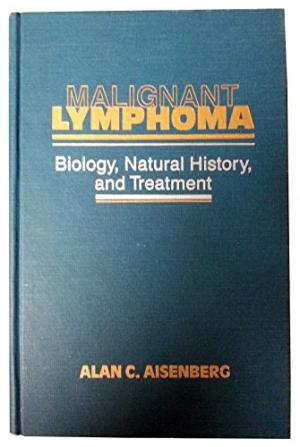 MALIGNANT
LYMPHOMA
Biology, Natural History,
and Treatment
ALAN C. AISENBERG